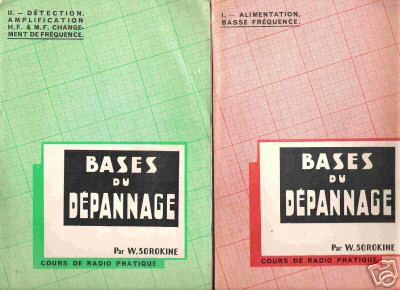 II. — DÉTECTION,
AMPLIFICATION
H.F. & M.F. CHANGE-
MENT DE FRÉQUENCE.
BASES
DU
DÉPANNAGE
Par W. SOROKINE
COURS DE RADIO PRATIQUE
I. — ALIMENTATION,
BASSE FRÉQUENCE.
BASES
DU
DÉPANNAGE
Par W. SOROKINE
COURS DE RADIO PRATIQUE